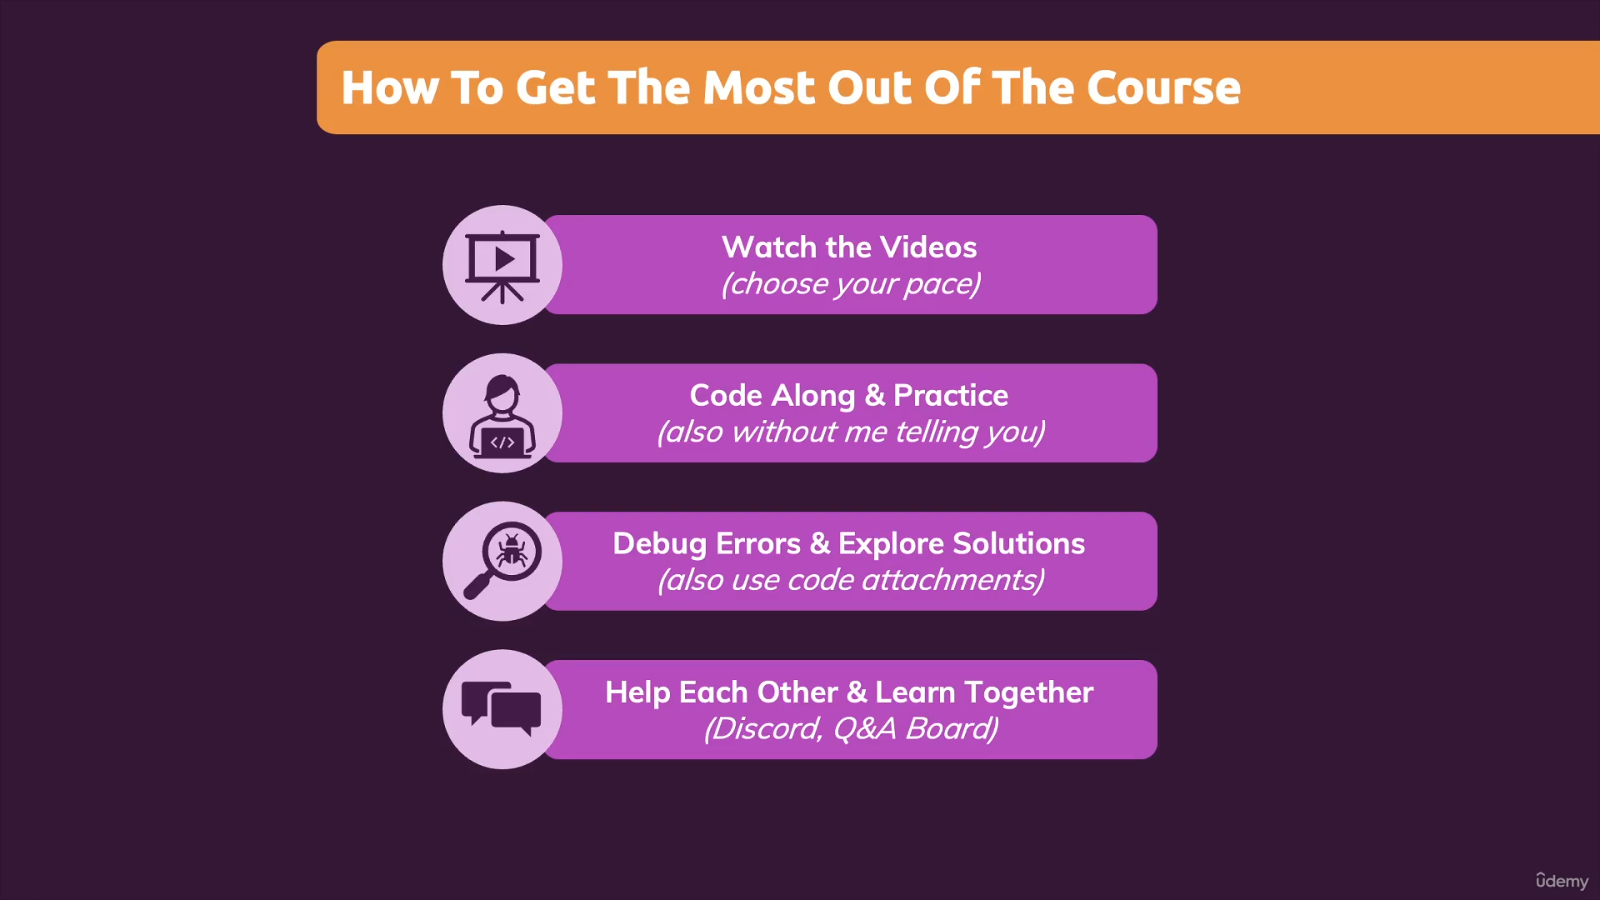 How To Get The Most Out Of The Course
Watch the Videos
(choose your pace)
Code Along & Practice
(also without me telling you)
</>
Debug Errors & Explore Solutions
(also use code attachments)
Help Each Other & Learn Together
(Discord, Q&A Board)
udemy